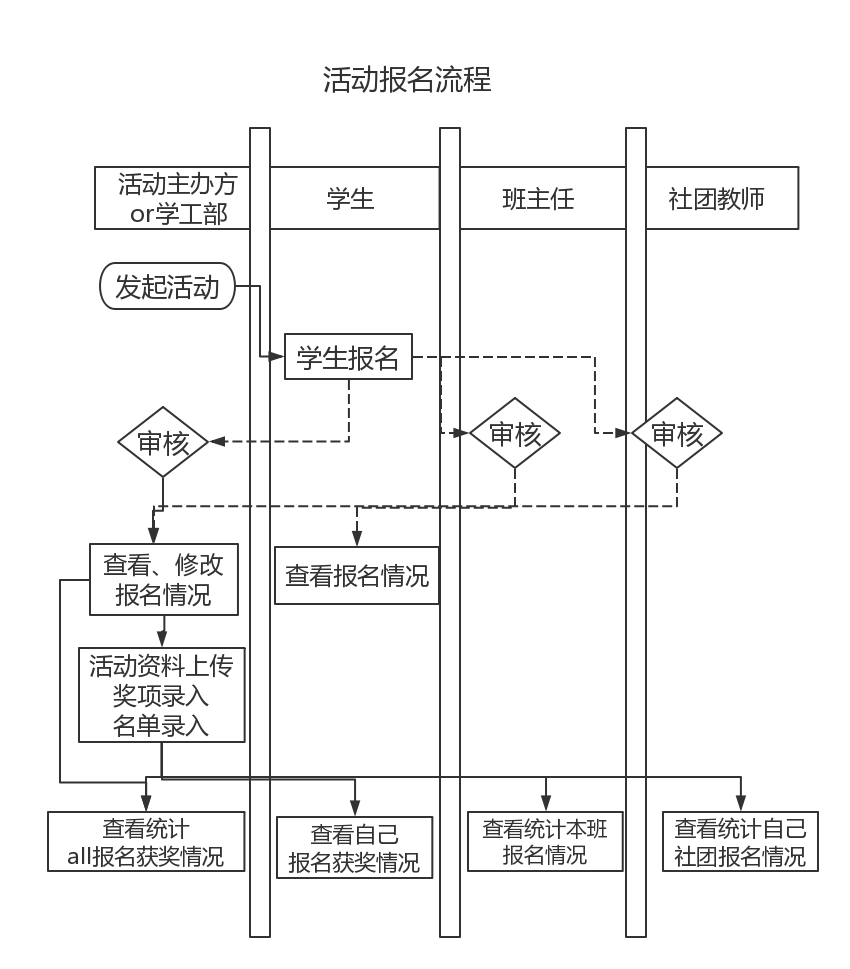 活动报名流程
活动主办方
or学工部
学生
班主任
社团教师
发起活动
学生报名
审核
审核
审核
查看、修改
报名情况
查看报名情况
活动资料上传
奖项录入
名单录入
查看统计
all报名获奖情况
查看自己
报名获奖情况
查看统计本班
报名情况
查看统计自己
社团报名情况